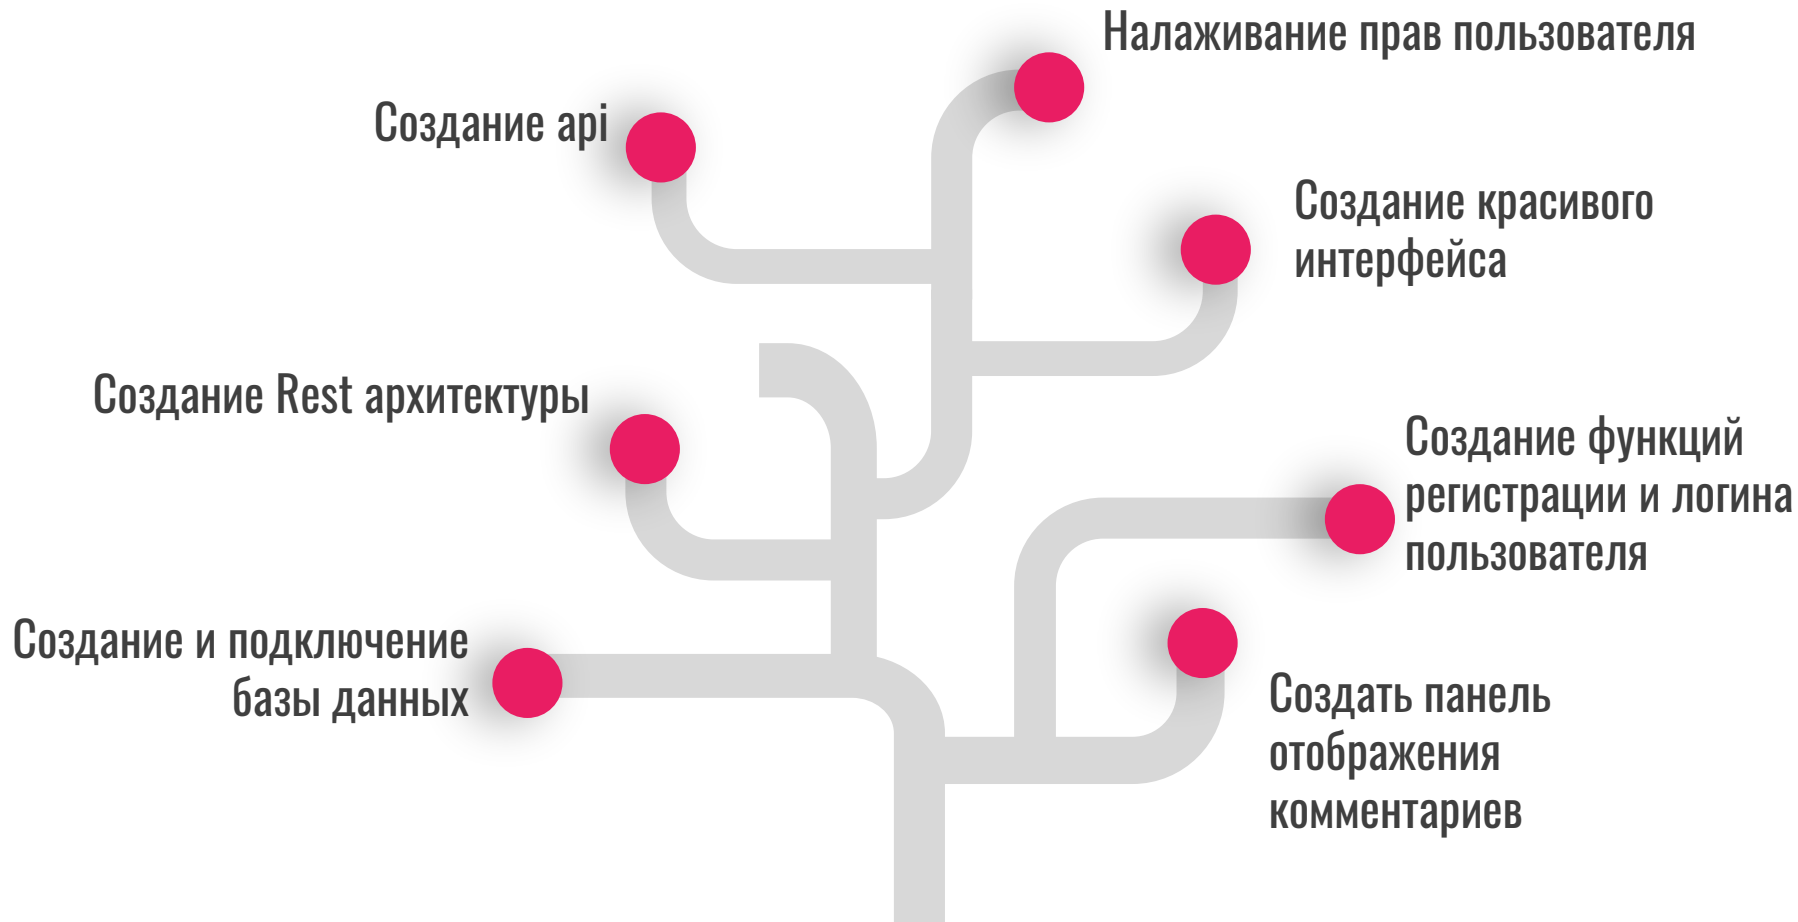 Налаживание прав пользователя
Создание api
Создание красивого
интерфейса
Создание Rest архитектуры
Создание функций
регистрации и логина
пользователя
Создание и подключение
базы данных
Создать панель
отображения
комментариев